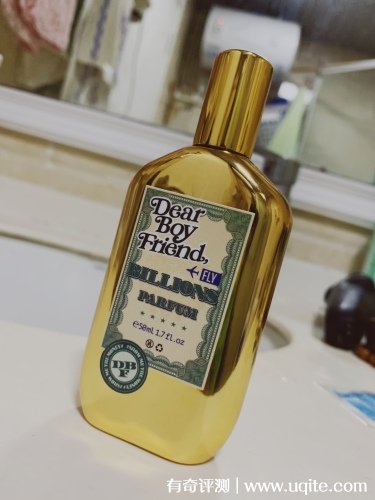 Dear
Boy
Friend,
FLY
BILLIONS
PARFUM
℮50ml 1.7fl.oz
DBF
有奇评测 | www.uqite.com